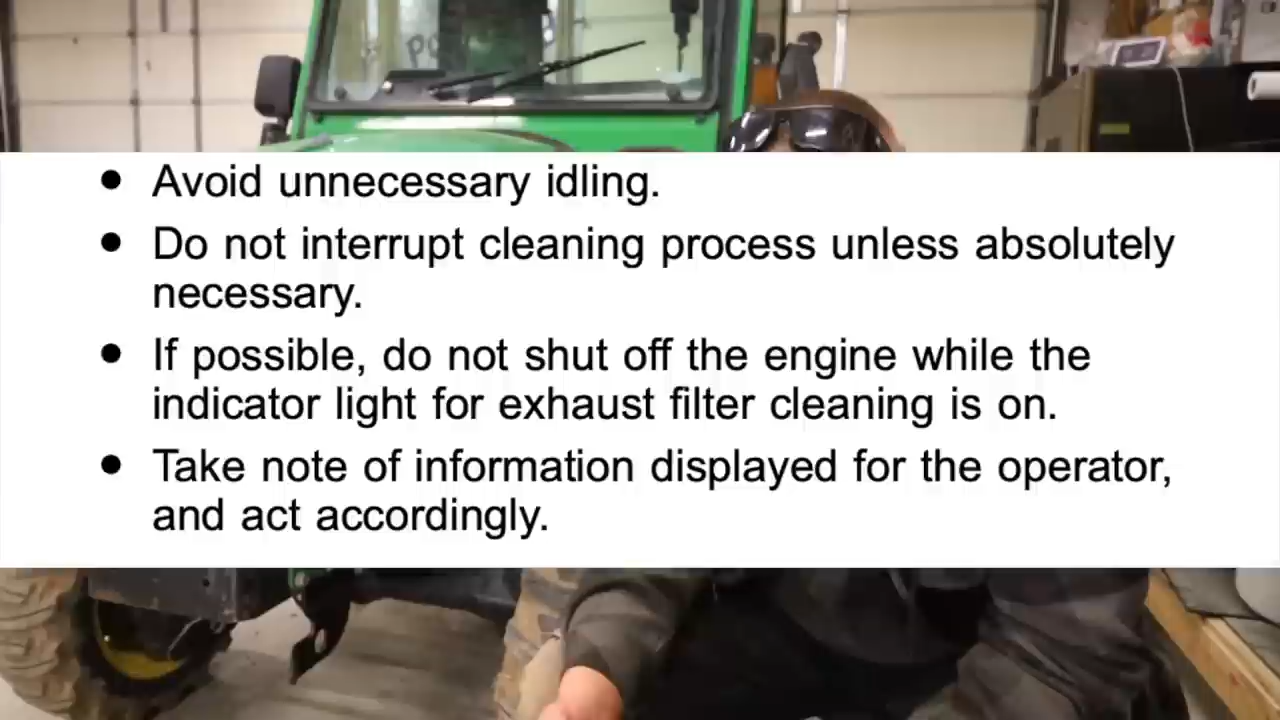 • Avoid unnecessary idling.
• Do not interrupt cleaning process unless absolutely
necessary.
• If possible, do not shut off the engine while the
indicator light for exhaust filter cleaning is on.
• Take note of information displayed for the operator,
and act accordingly.